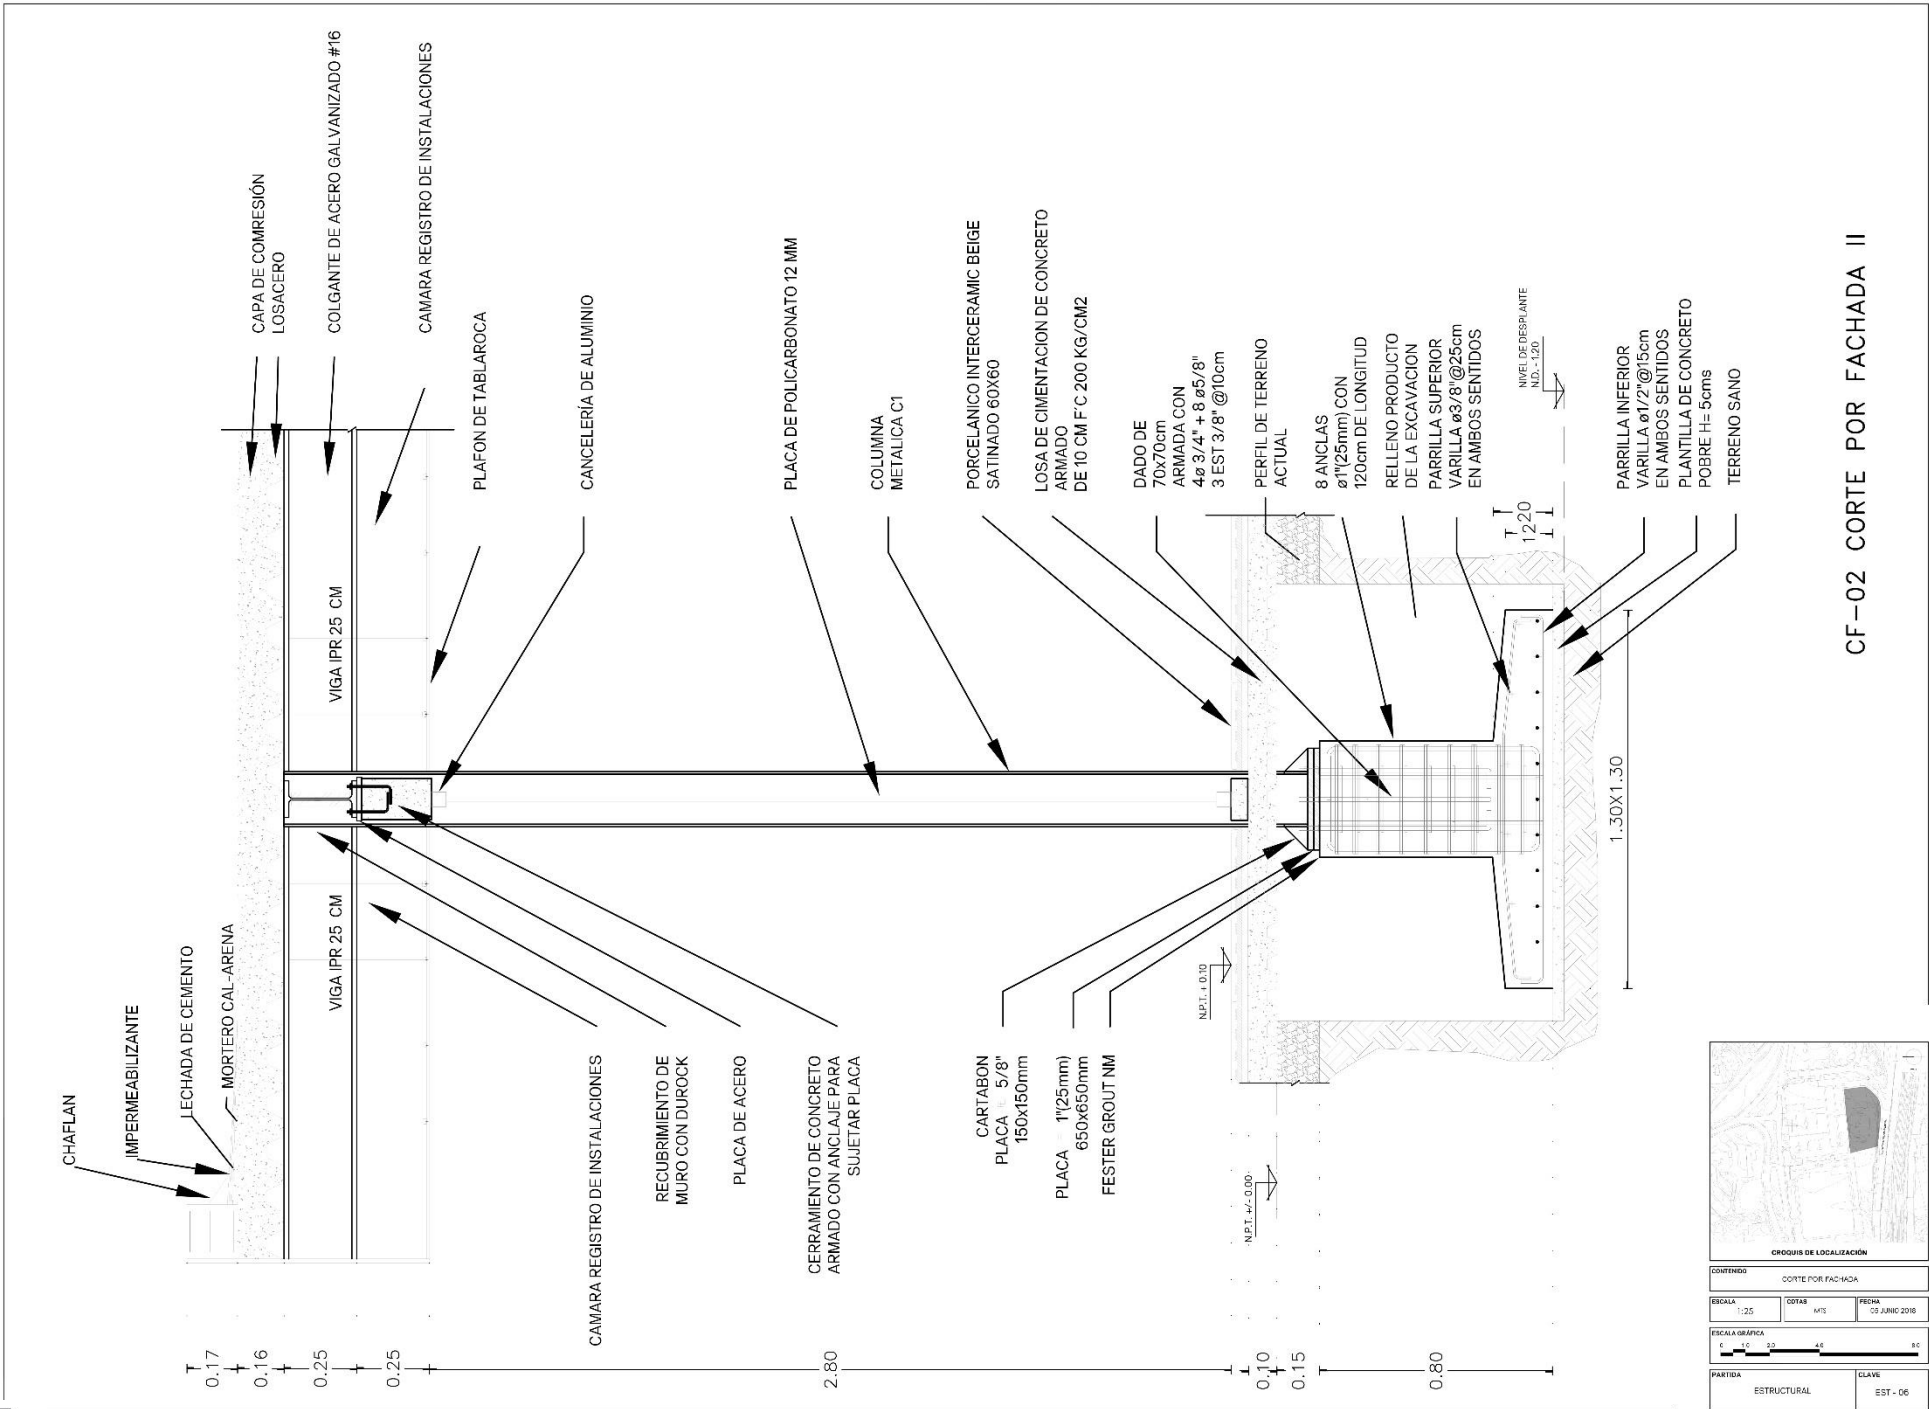 CHAFLAN
IMPERMEABILIZANTE
LECHADA DE CEMENTO
MORTERO CAL-ARENA
CAPA DE COMRESIÓN
LOSACERO
COLGANTE DE ACERO GALVANIZADO #16
CAMARA REGISTRO DE INSTALACIONES
PLAFON DE TABLAROCA
CANCELERÍA DE ALUMINIO
PLACA DE POLICARBONATO 12 MM
COLUMNA
METALICA C1
PORCELANICO INTERCERAMIC BEIGE
SATINADO 60X60
LOSA DE CIMENTACION DE CONCRETO
ARMADO
DE 10 CM F'C 200 KG/CM2
DADO DE
70x70cm
ARMADA CON
4ø 3/4" + 8 ø5/8"
3 EST 3/8" @10cm
PERFIL DE TERRENO
ACTUAL
8 ANCLAS
ø1"(25mm) CON
120cm DE LONGITUD
RELLENO PRODUCTO
DE LA EXCAVACION
PARRILLA SUPERIOR
VARILLA ø3/8"@25cm
EN AMBOS SENTIDOS
NIVEL DE DESPLANTE
N.D. - 1.20
PARRILLA INFERIOR
VARILLA ø1/2"@15cm
EN AMBOS SENTIDOS
PLANTILLA DE CONCRETO
POBRE H= 5cms
TERRENO SANO
VIGA IPR 25 CM
VIGA IPR 25 CM
CAMARA REGISTRO DE INSTALACIONES
RECUBRIMIENTO DE
MURO CON DUROCK
PLACA DE ACERO
CERRAMIENTO DE CONCRETO
ARMADO CON ANCLAJE PARA
SUJETAR PLACA
CARTABON
PLACA 5/8"
150x150mm
PLACA 1"(25mm)
650x650mm
FESTER GROUT NM
N.P.T. + 0.10
N.P.T. +/- 0.00
12
20
1.30X1.30
0.17
0.16
0.25
0.25
2.80
0.10
0.15
0.80
CF-02 CORTE POR FACHADA II
CROQUIS DE LOCALIZACIÓN
CONTENIDO
CORTE POR FACHADA
ESCALA
1:25
COTAS
MTS
FECHA
05 JUNIO 2018
ESCALA GRÁFICA
PARTIDA
ESTRUCTURAL
CLAVE
EST - 06